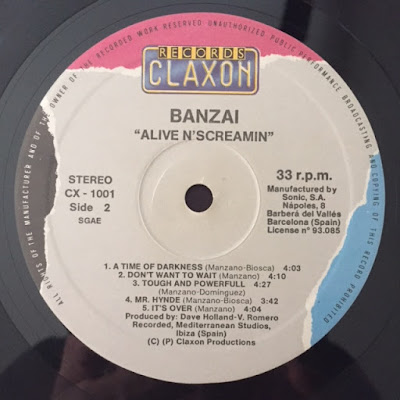 RECORDS
CLAXON
ALL RIGHTS OF THE MANUFACTURER AND OF THE OWNER OF THE RECORDED WORK RESERVED UNAUTHORIZED PUBLIC PERFORMANCE BROADCASTING AND COPYING OF THIS RECORD PROHIBITED
BANZAI
"ALIVE N'SCREAMIN"
STEREO
CX - 1001
Side 2
SGAE
33 r.p.m.
Manufactured by
Sonic, S.A.
Nápoles, 8
Barberá del Vallés
Barcelona (Spain)
License nº 93.085
1. A TIME OF DARKNESS (Manzano-Biosca) 4:03
2. DON'T WANT TO WAIT (Manzano) 4:10
3. TOUGH AND POWERFULL 4:27
(Manzano-Domínguez)
4. MR. HYNDE (Manzano-Biosca) 3:42
5. IT'S OVER (Manzano) 4:04
Produced by: Dave Holland-V. Romero
Recorded, Mediterranean Studios,
Ibiza (Spain)
(C) (P) Claxon Productions